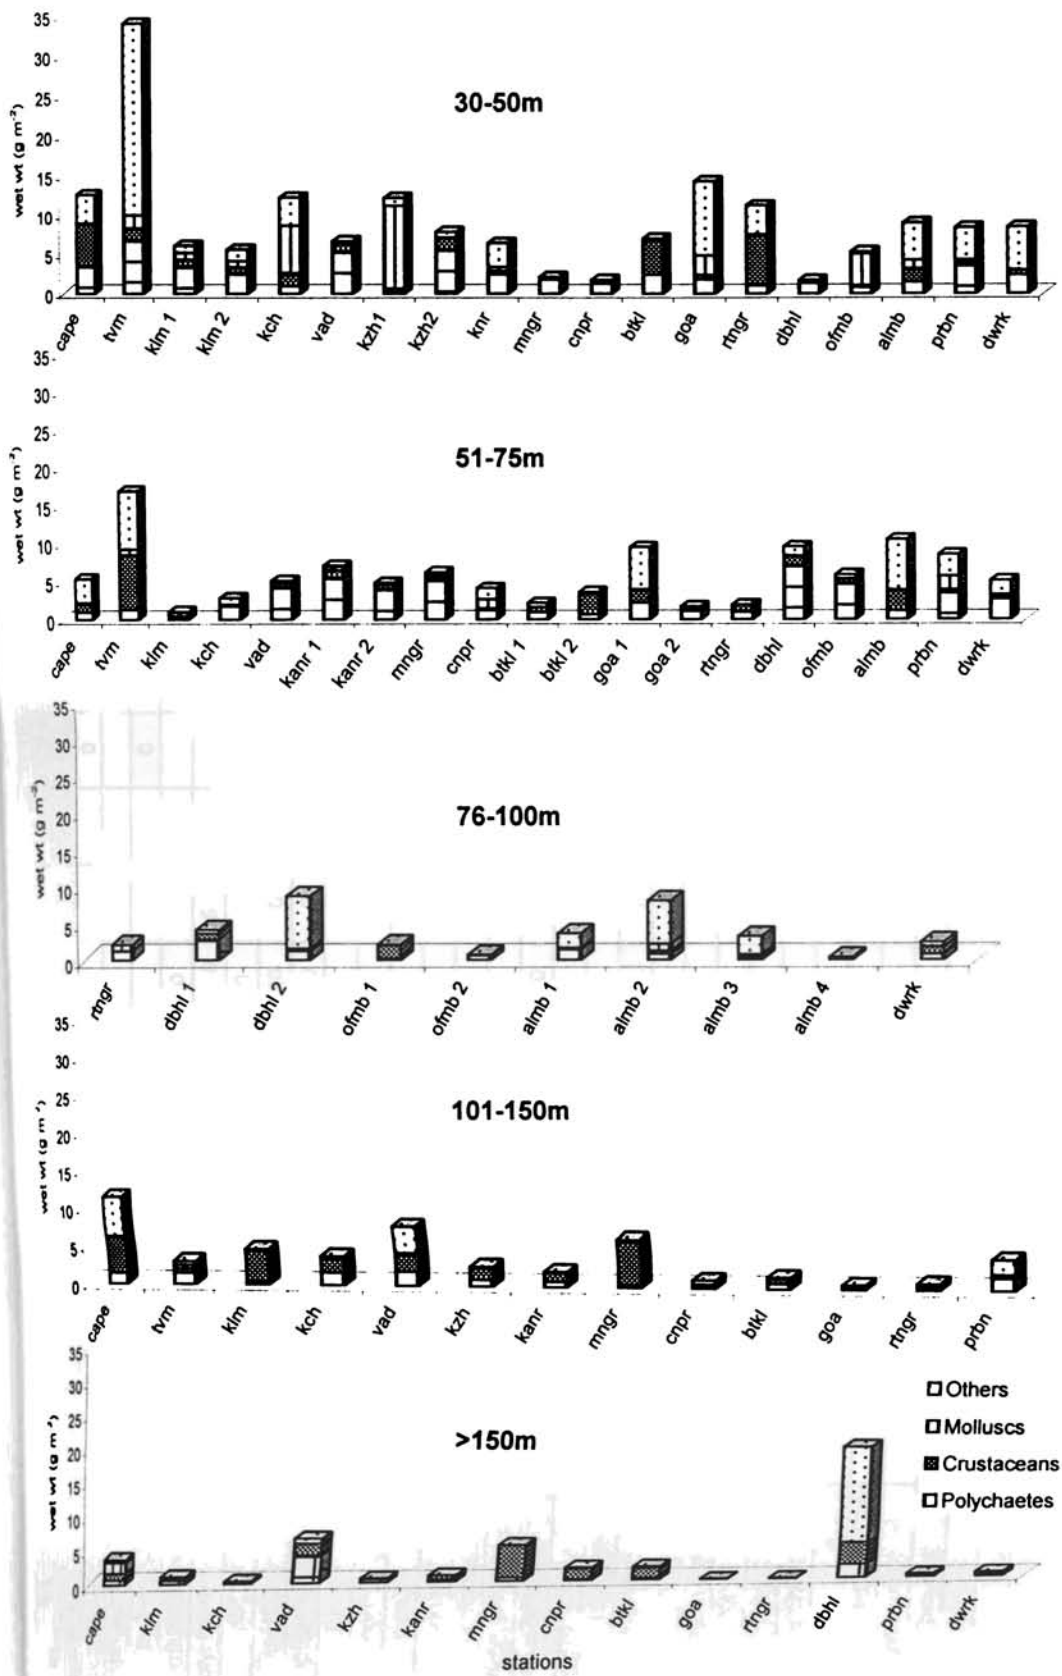 35
30
30-50m
25
20
wet wt (g m⁻²)
15
10
5
0
cape tvm klm 1 klm 2 kch vad kzh1 kzh2 knr mngr cnpr btkl goa rtngr dbhl ofmb almb prbn dwrk
35
30
25
51-75m
20
wet wt (g m⁻²)
15
10
5
0
cape tvm klm kch vad kanr 1 kanr 2 mngr cnpr btkl 1 btkl 2 goa 1 goa 2 rtngr dbhl ofmb almb prbn dwrk
35
30
25
76-100m
20
wet wt (g m⁻²)
15
10
5
0
rtngr dbhl 1 dbhl 2 ofmb 1 ofmb 2 almb 1 almb 2 almb 3 almb 4 dwrk
35
30
25
101-150m
20
wet wt (g m⁻²)
15
10
5
0
cape tvm klm kch vad kzh kanr mngr cnpr btkl goa rtngr prbn
35
30
25
>150m
20
wet wt (g m⁻²)
15
10
5
0
Others
Molluscs
Crustaceans
Polychaetes
cape klm kch vad kzh kanr mngr cnpr btkl goa rtngr dbhl prbn dwrk
stations